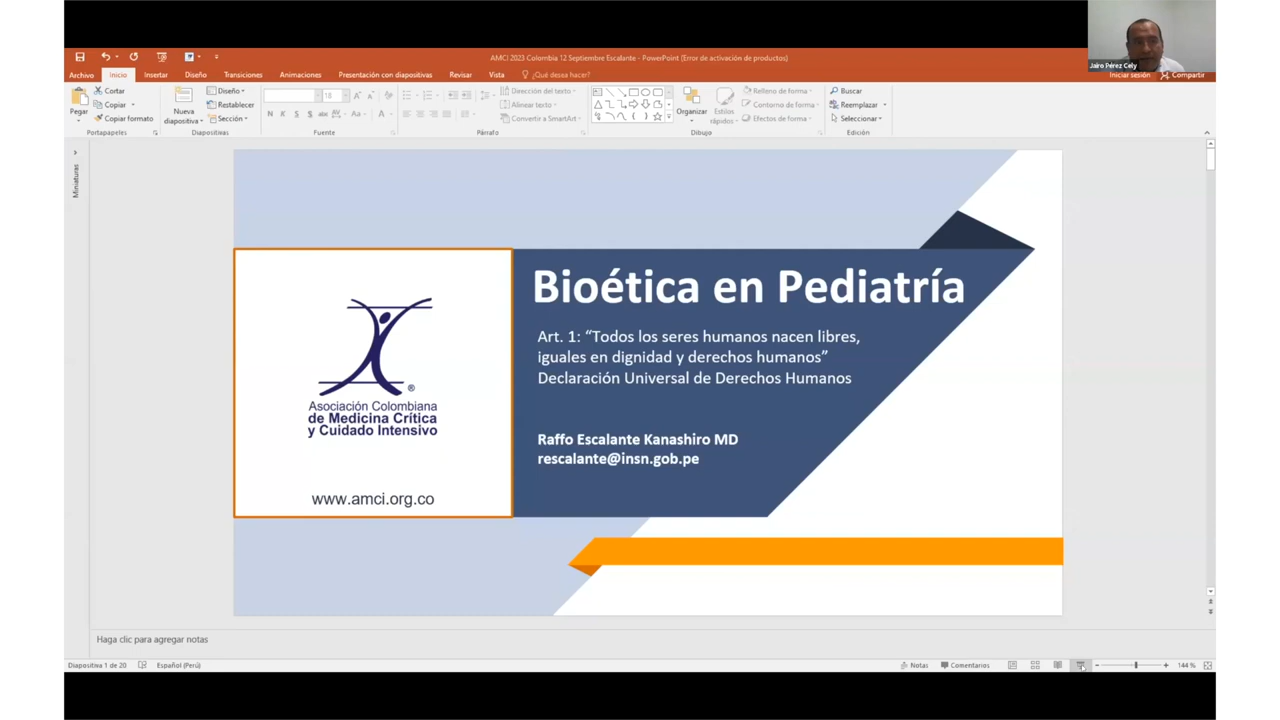 AMCI 2023 Colombia 12 Septiembre Escalante - PowerPoint (Error de activación de productos)
Jairo Pérez Cely
Archivo Inicio Insertar Diseño Transiciones Animaciones Presentación con diapositivas Revisar Vista ¿Qué desea hacer? Iniciar sesión Compartir
Pegar
Cortar
Copiar
Copiar formato
Portapapeles
Nueva diapositiva
Diseño
Restablecer
Sección
Diapositivas
18
N K S S abc AV Aa A
Fuente
Dirección del texto
Alinear texto
Convertir a SmartArt
Párrafo
Organizar
Estilos rápidos
Relleno de forma
Contorno de forma
Efectos de forma
Dibujo
Buscar
Reemplazar
Seleccionar
Edición
Miniaturas
Bioética en Pediatría
Art. 1: “Todos los seres humanos nacen libres,
iguales en dignidad y derechos humanos”
Declaración Universal de Derechos Humanos
Raffo Escalante Kanashiro MD
rescalante@insn.gob.pe
®
Asociación Colombiana
de Medicina Crítica
y Cuidado Intensivo
www.amci.org.co
Haga clic para agregar notas
Diapositiva 1 de 20 Español (Perú) Notas Comentarios 144 %